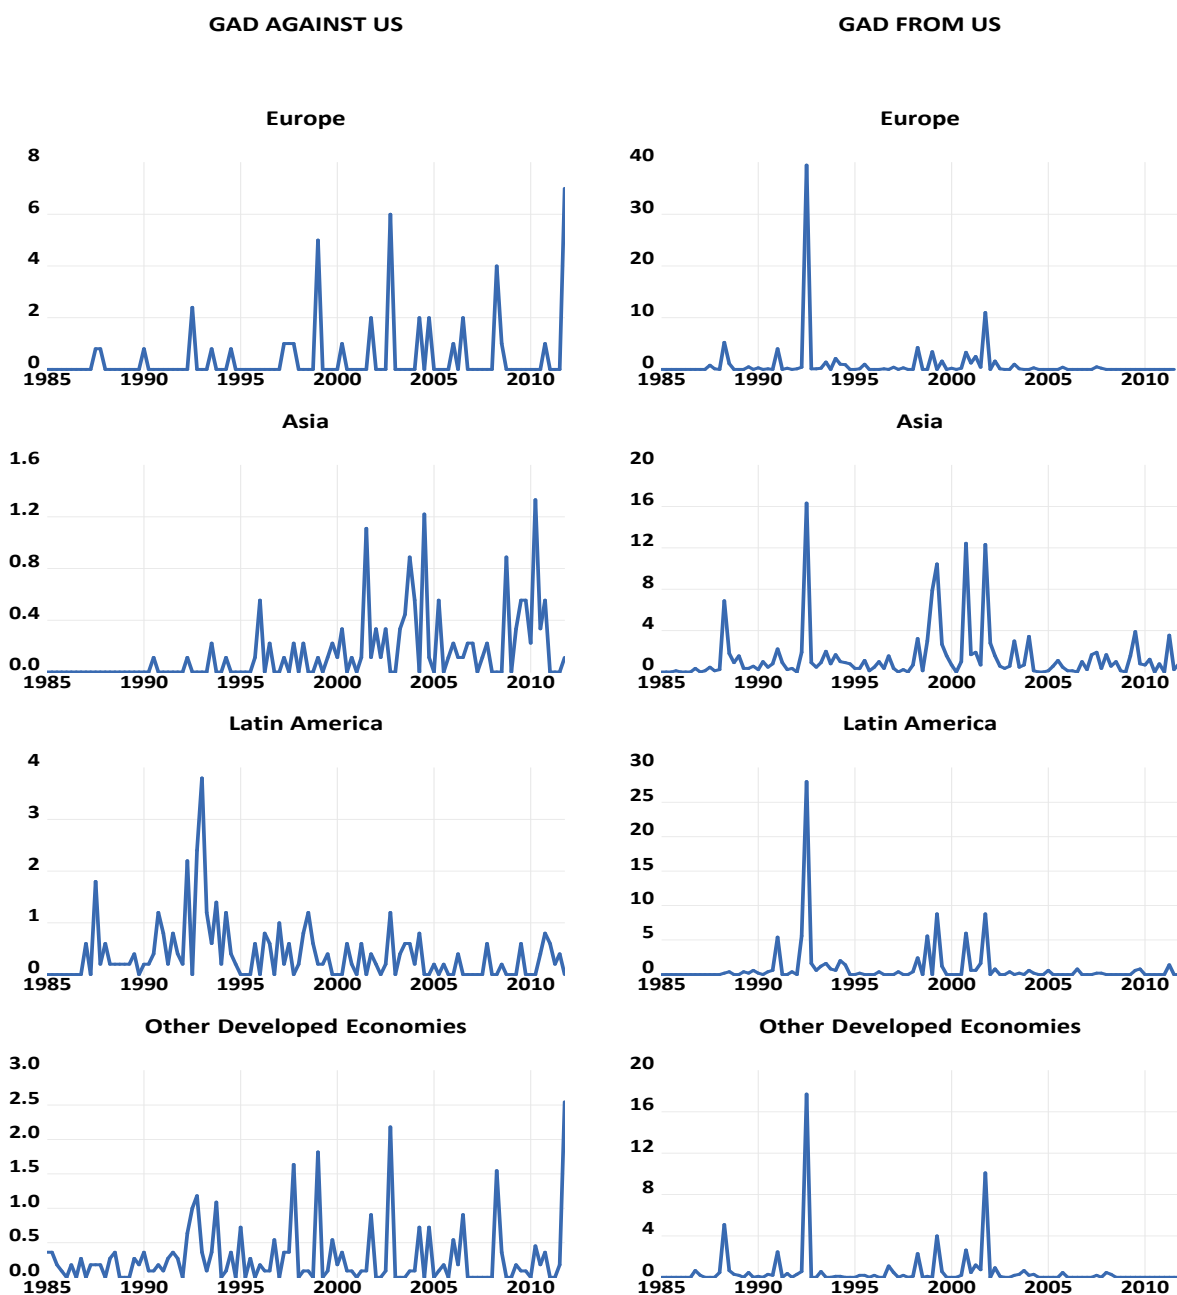 GAD AGAINST US
GAD FROM US
Europe
Europe
8
6
4
2
0
1985 1990 1995 2000 2005 2010
40
30
20
10
0
1985 1990 1995 2000 2005 2010
Asia
Asia
1.6
1.2
0.8
0.4
0.0
1985 1990 1995 2000 2005 2010
20
16
12
8
4
0
1985 1990 1995 2000 2005 2010
Latin America
Latin America
4
3
2
1
0
1985 1990 1995 2000 2005 2010
30
25
20
15
10
5
0
1985 1990 1995 2000 2005 2010
Other Developed Economies
Other Developed Economies
3.0
2.5
2.0
1.5
1.0
0.5
0.0
1985 1990 1995 2000 2005 2010
20
16
12
8
4
0
1985 1990 1995 2000 2005 2010